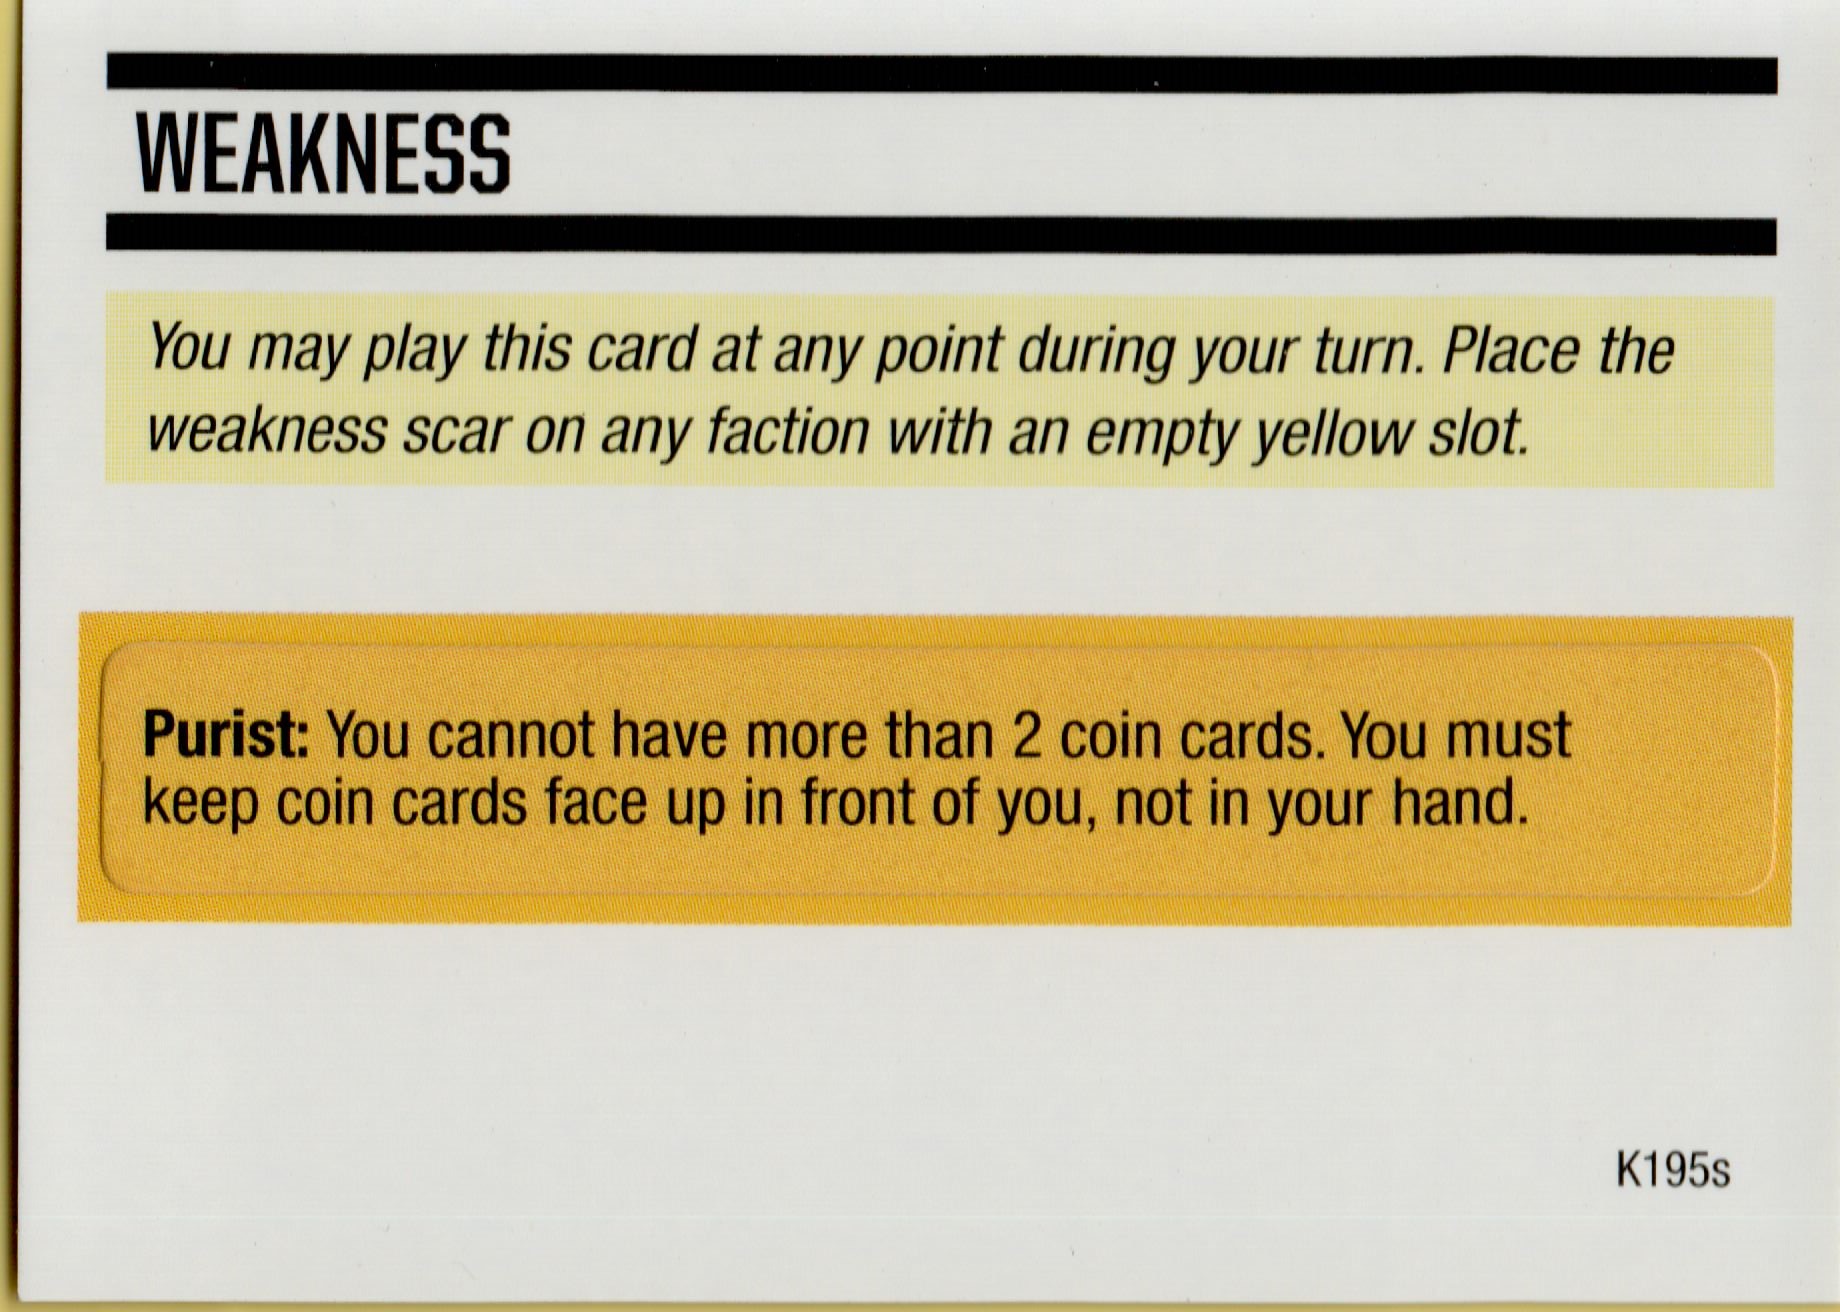 WEAKNESS
You may play this card at any point during your turn. Place the
weakness scar on any faction with an empty yellow slot.
Purist: You cannot have more than 2 coin cards. You must
keep coin cards face up in front of you, not in your hand.
K195s